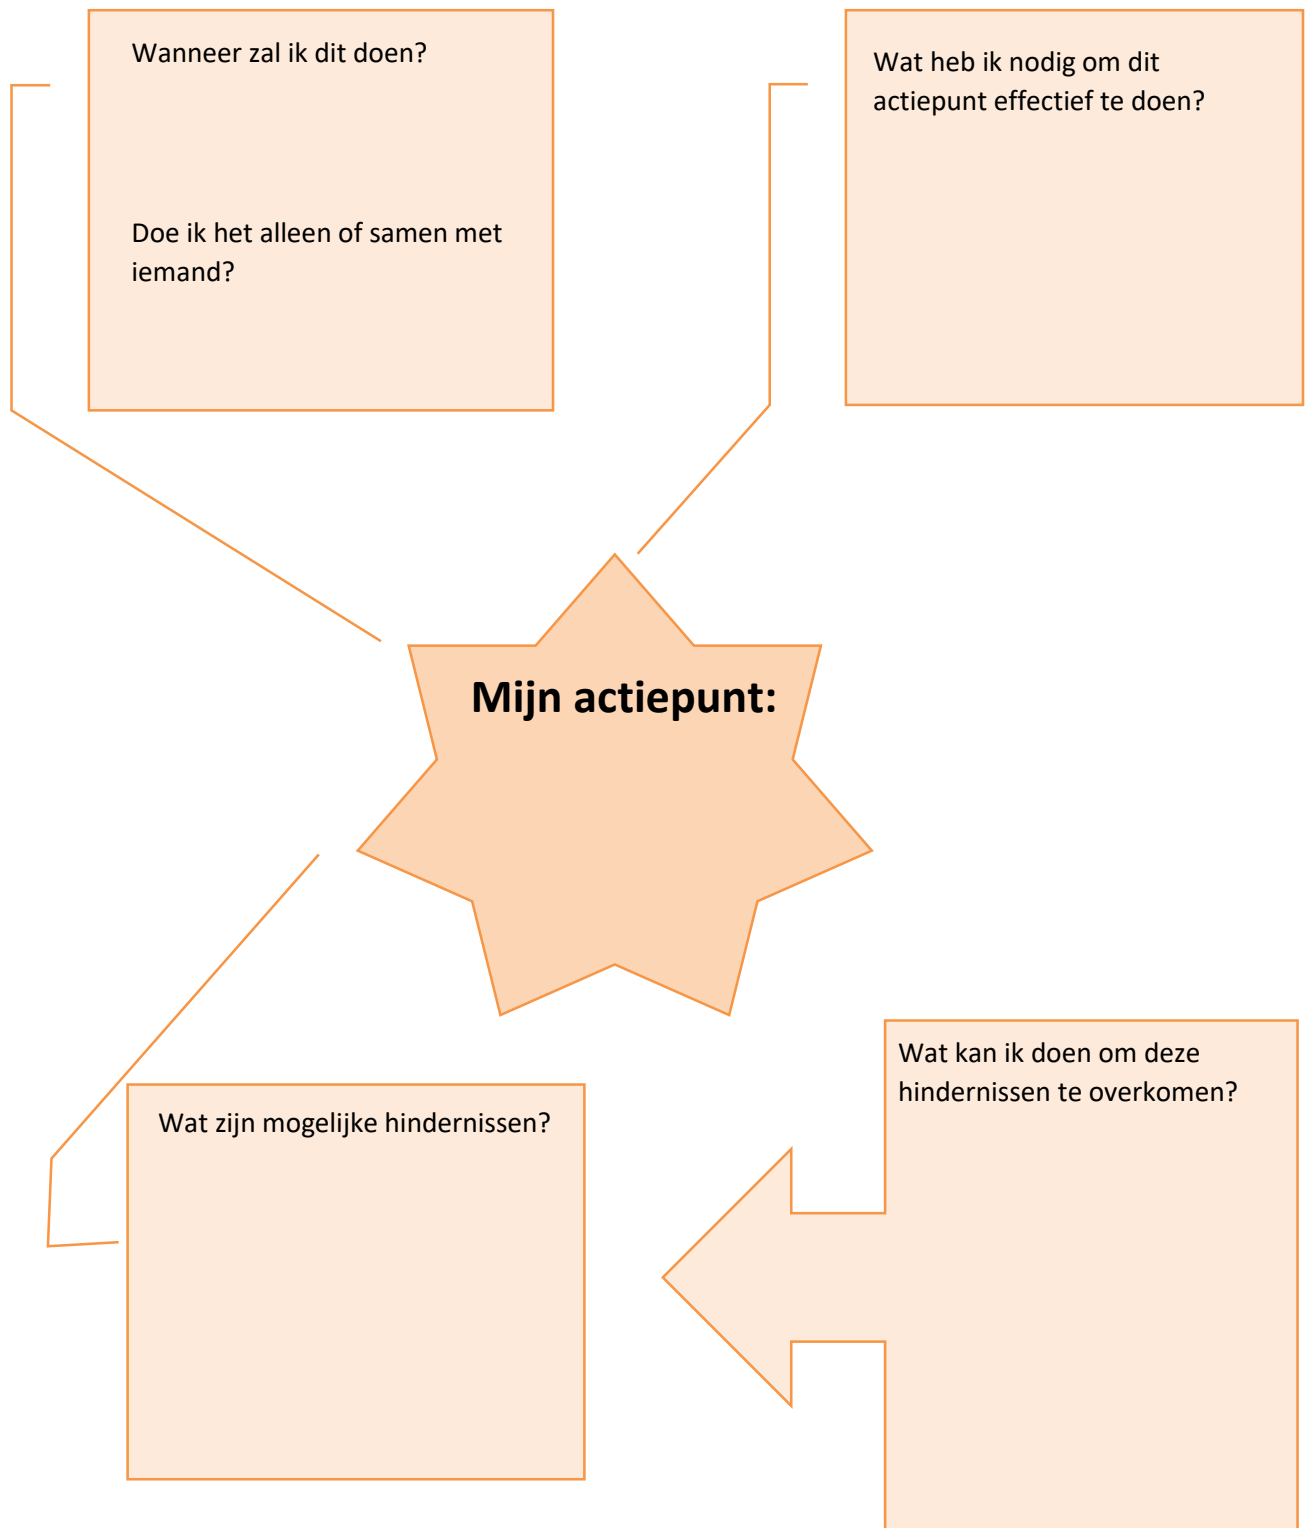 Wanneer zal ik dit doen?
Doe ik het alleen of samen met
iemand?
Wat heb ik nodig om dit
actiepunt effectief te doen?
Mijn actiepunt:
Wat zijn mogelijke hindernissen?
Wat kan ik doen om deze
hindernissen te overkomen?